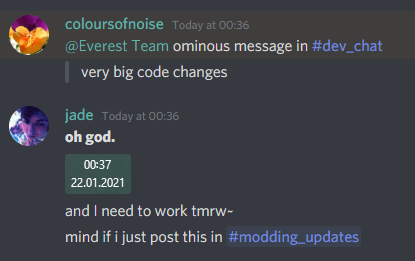 coloursofnoise Today at 00:36
@Everest Team ominous message in #dev_chat
very big code changes
jade Today at 00:36
oh god.
00:37
22.01.2021
and I need to work tmrw~
mind if i just post this in #modding_updates